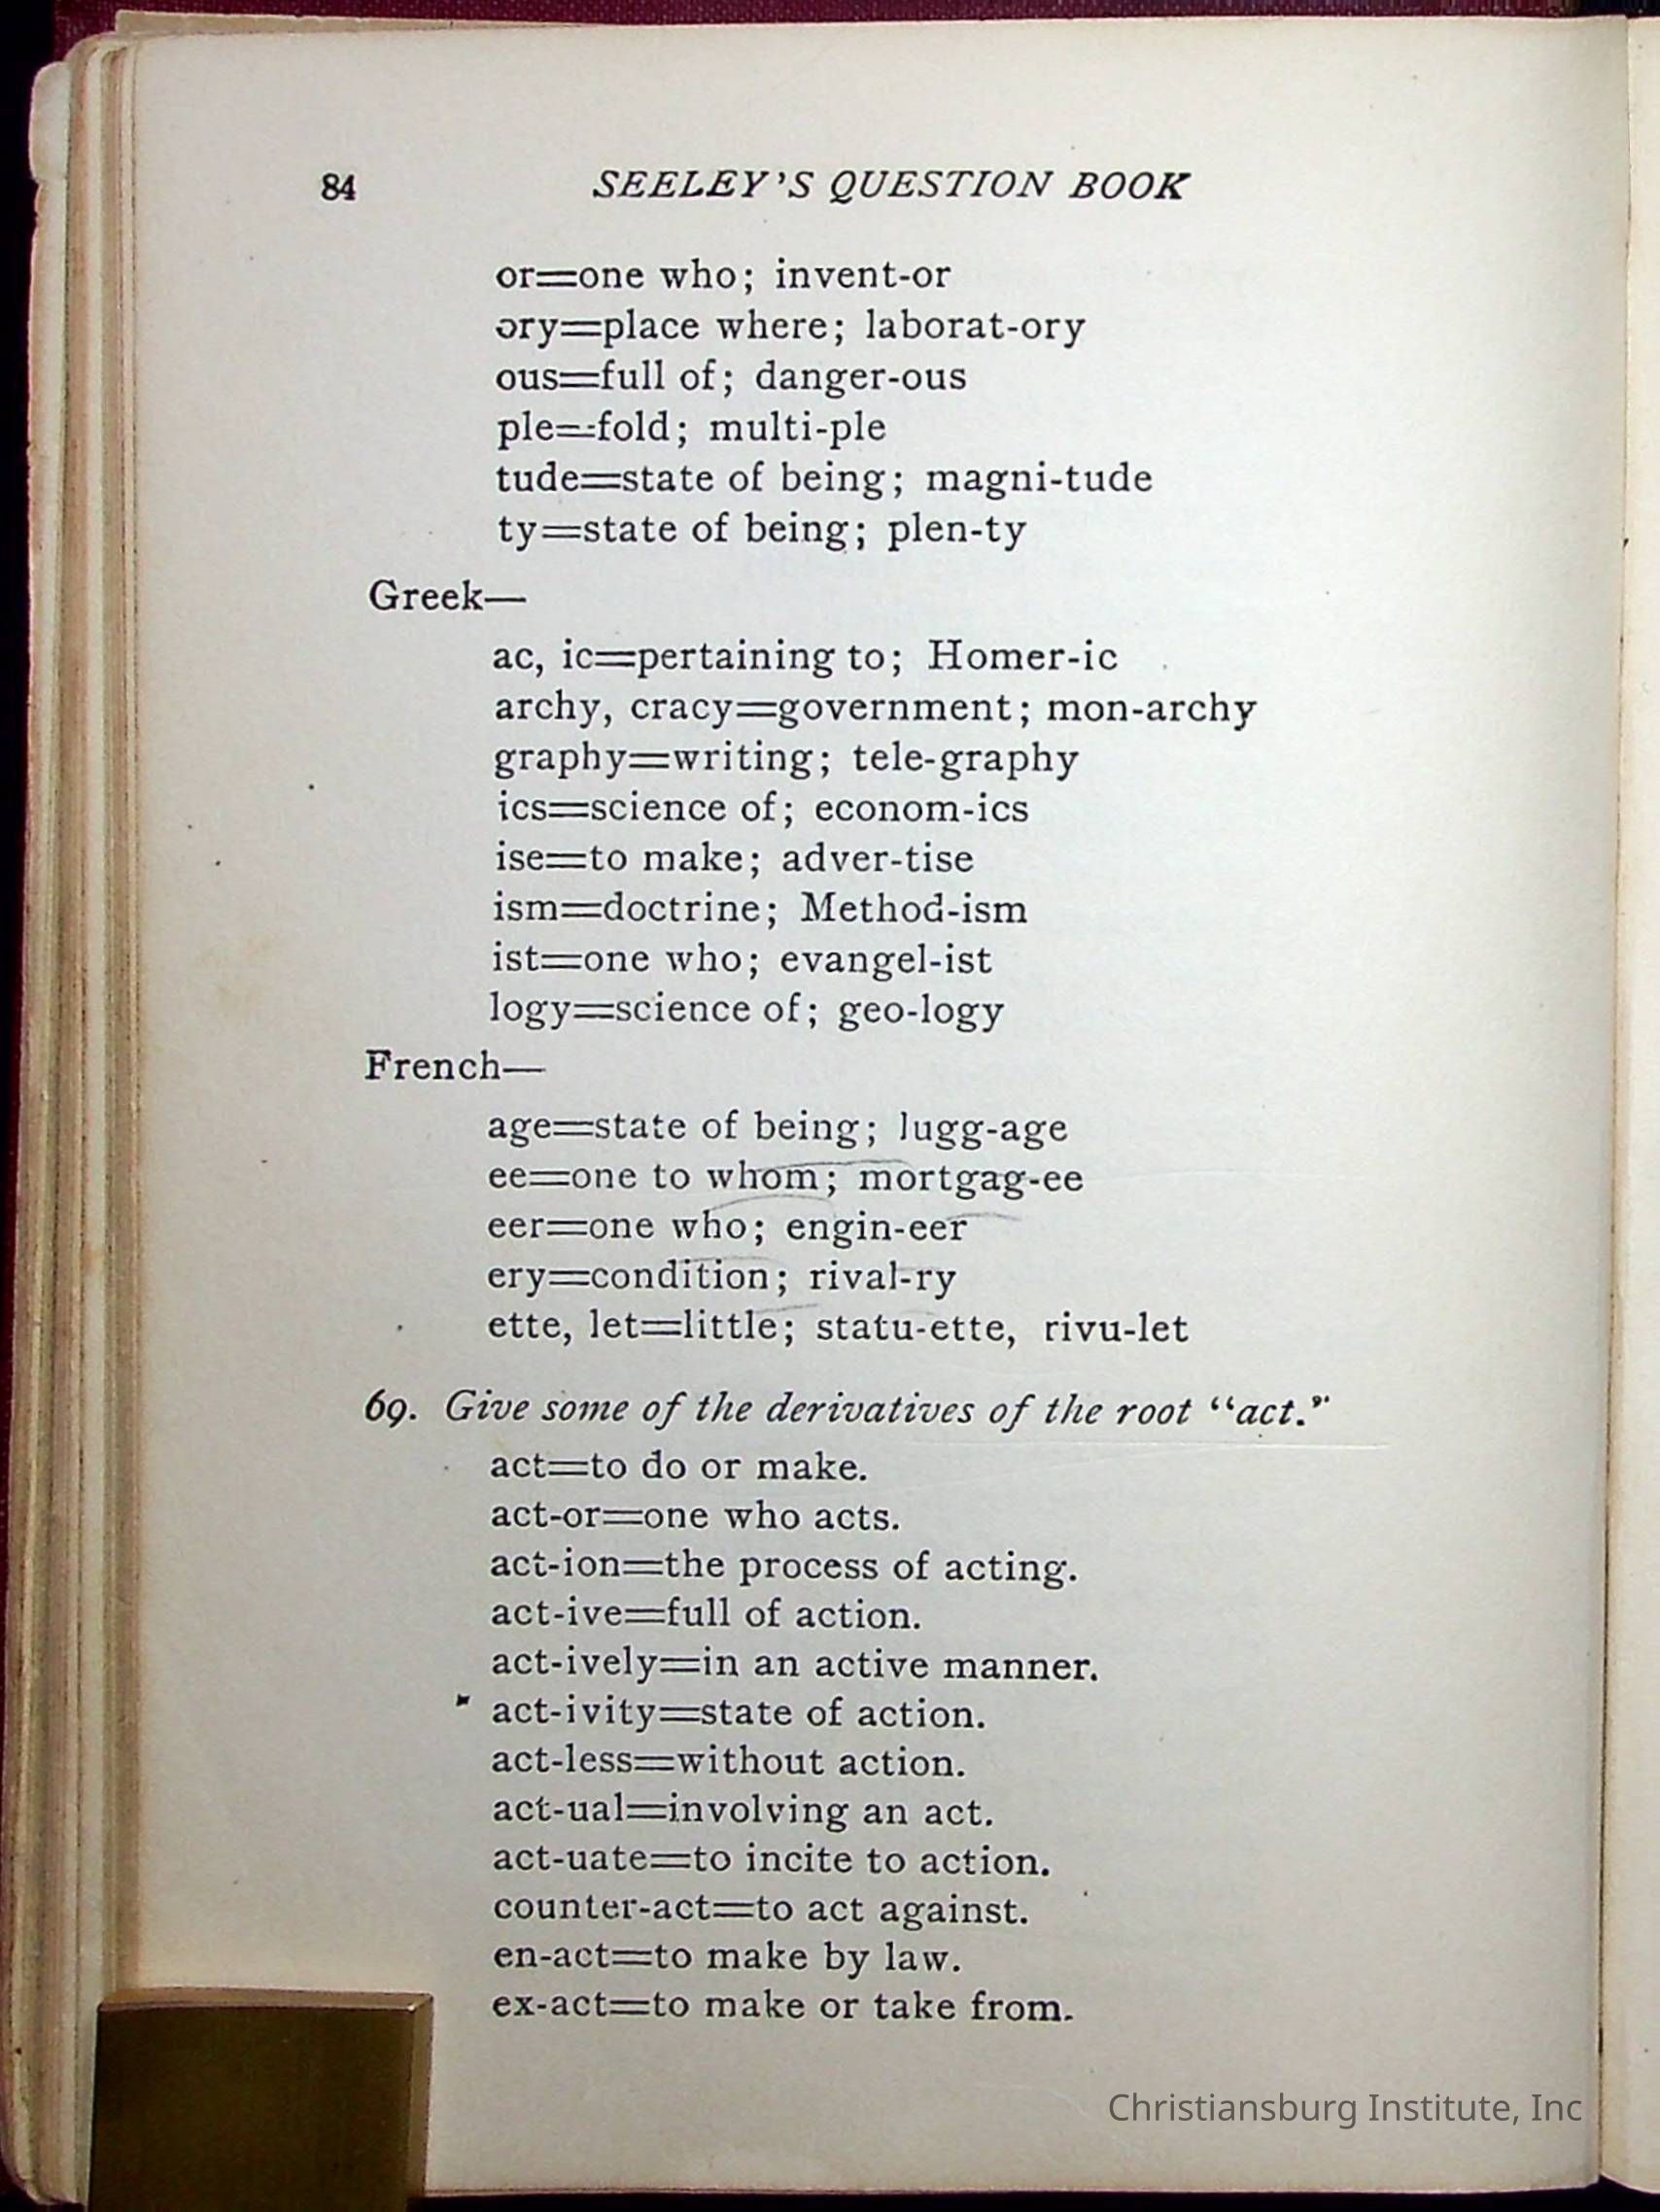 84 SEELEY'S QUESTION BOOK
or=one who; invent-or
ory=place where; laborat-ory
ous=full of; danger-ous
ple=fold; multi-ple
tude=state of being; magni-tude
ty=state of being; plen-ty
Greek—
ac, ic=pertaining to; Homer-ic
archy, cracy=government; mon-archy
graphy=writing; tele-graphy
ics=science of; econom-ics
ise=to make; adver-tise
ism=doctrine; Method-ism
ist=one who; evangel-ist
logy=science of; geo-logy
French—
age=state of being; lugg-age
ee=one to whom; mortgag-ee
eer=one who; engin-eer
ery=condition; rival-ry
ette, let=little; statu-ette, rivu-let
69. Give some of the derivatives of the root “act.”
act=to do or make.
act-or=one who acts.
act-ion=the process of acting.
act-ive=full of action.
act-ively=in an active manner.
act-ivity=state of action.
act-less=without action.
act-ual=involving an act.
act-uate=to incite to action.
counter-act=to act against.
en-act=to make by law.
ex-act=to make or take from.
Christiansburg Institute, Inc